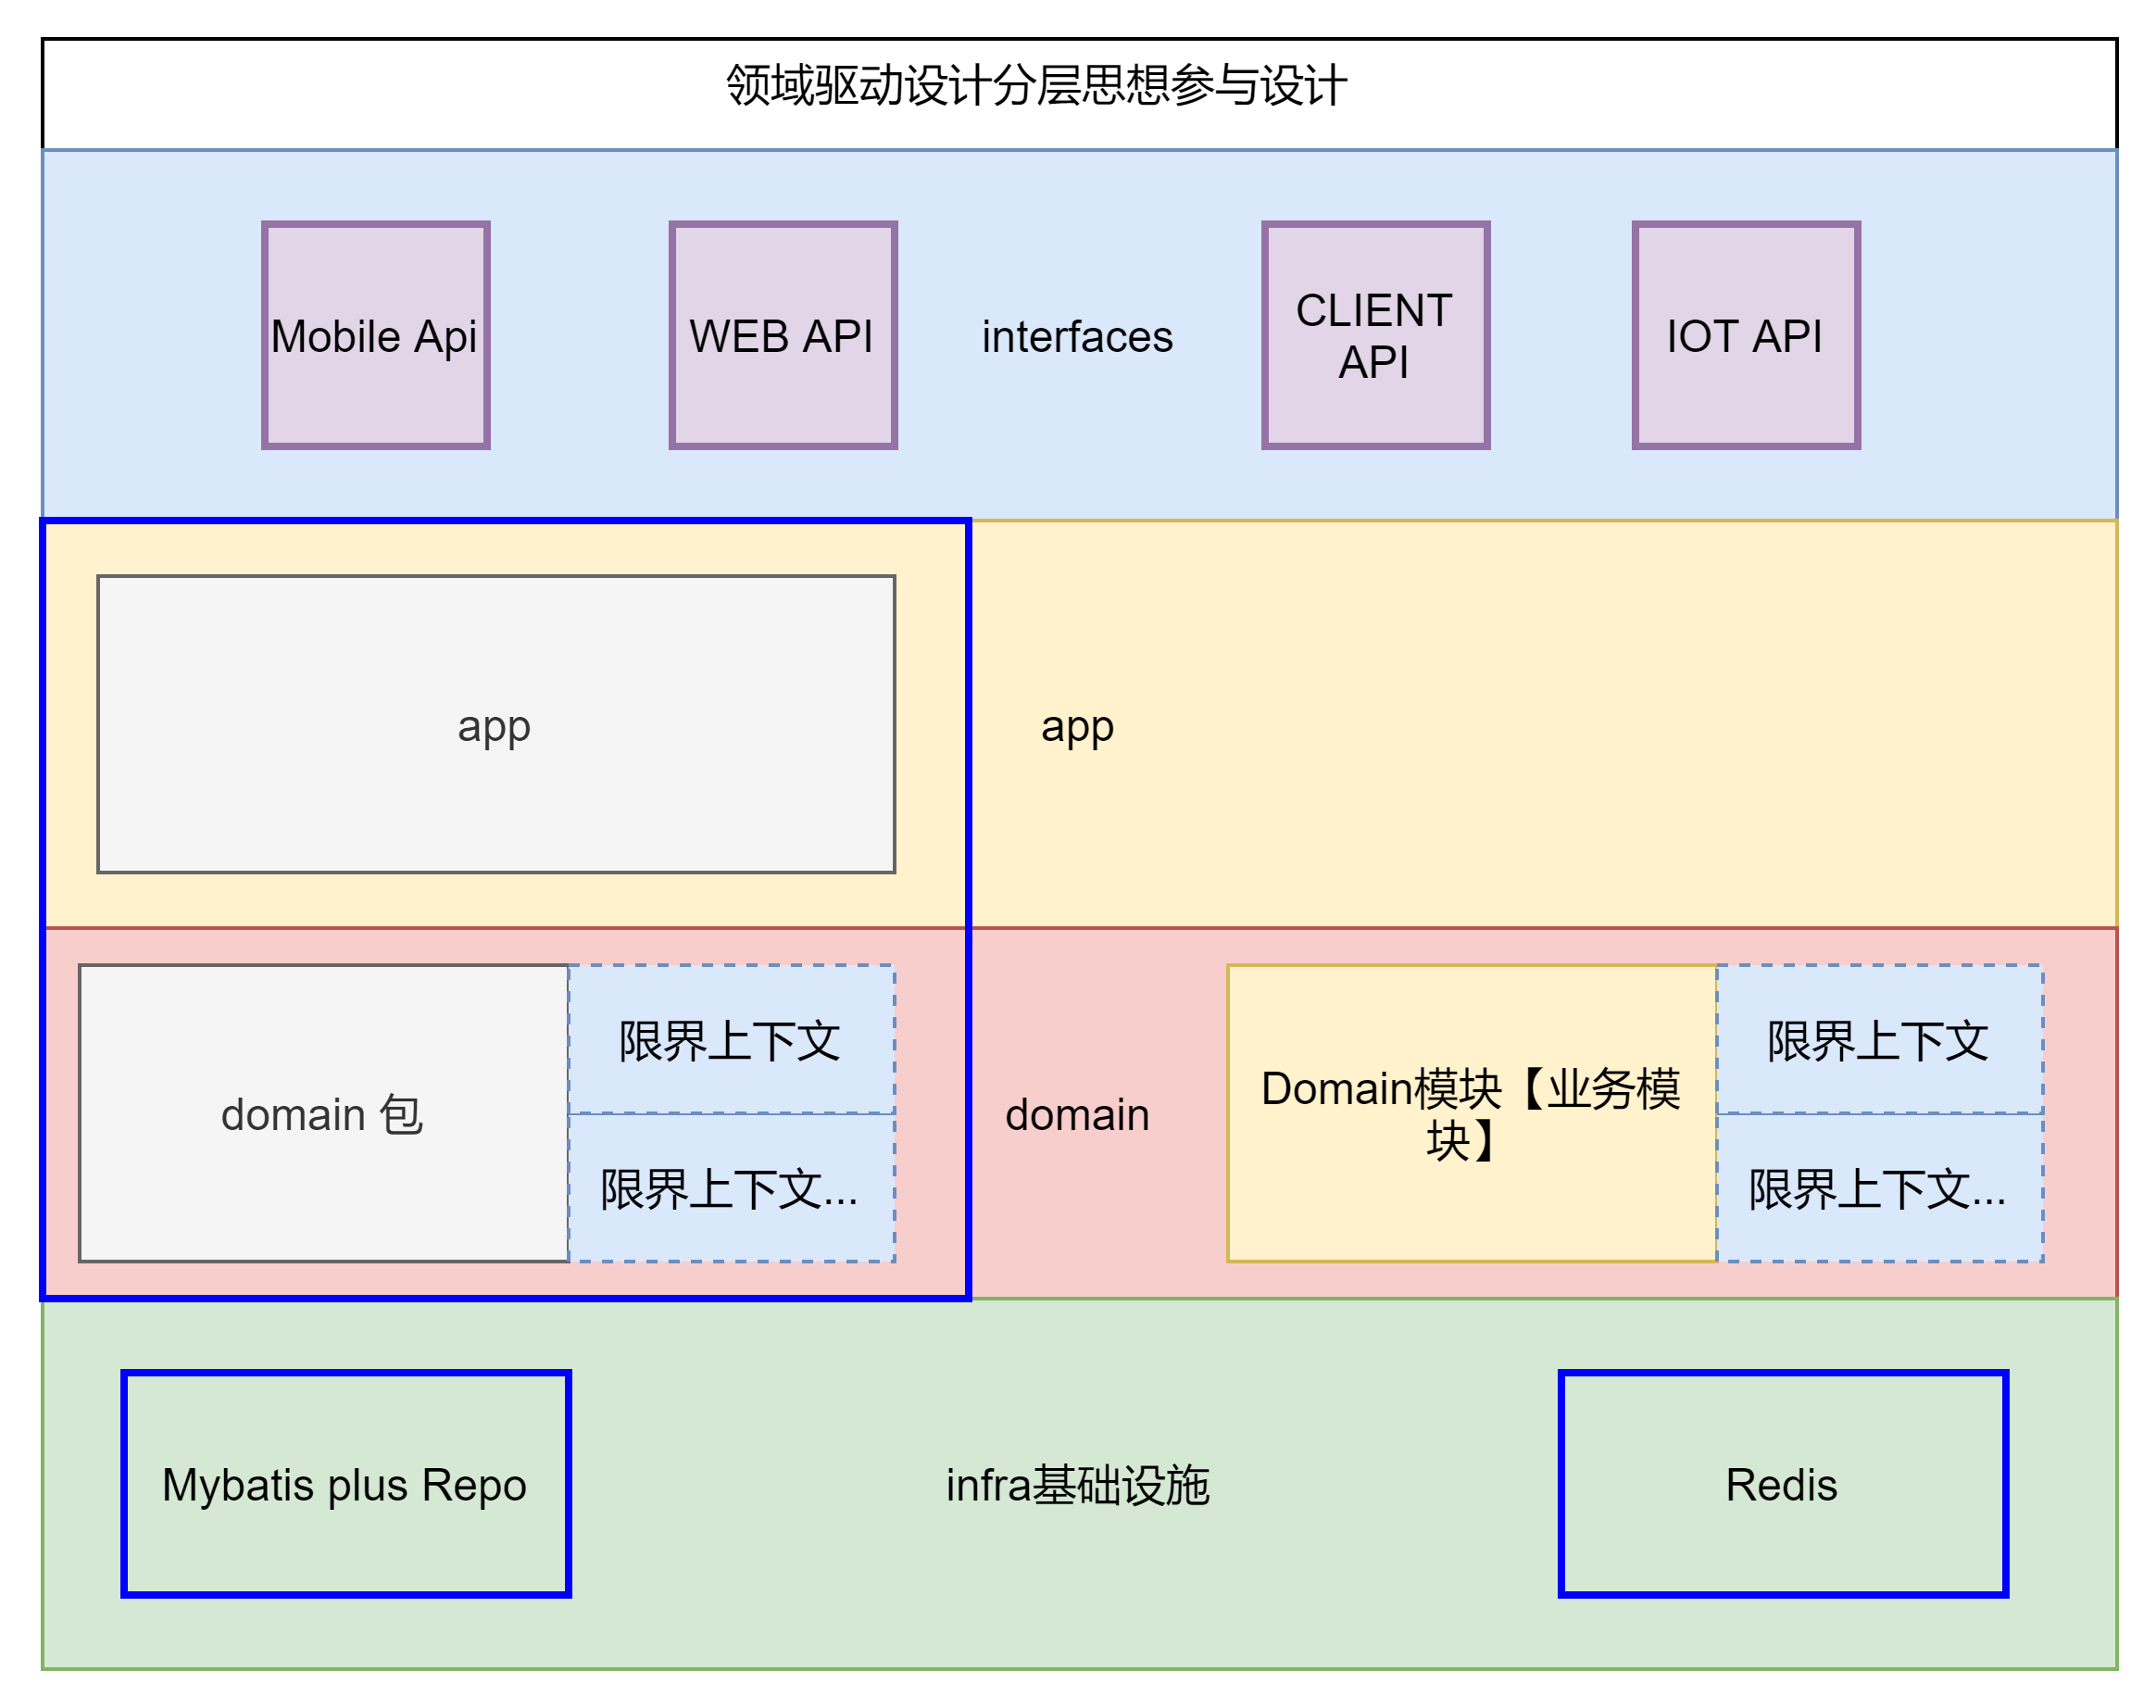 领域驱动设计分层思想参与设计
Mobile Api
WEB API
interfaces
CLIENT
API
IOT API
app
app
domain 包
限界上下文
限界上下文...
domain
Domain模块【业务模
块】
限界上下文
限界上下文...
Mybatis plus Repo
infra基础设施
Redis